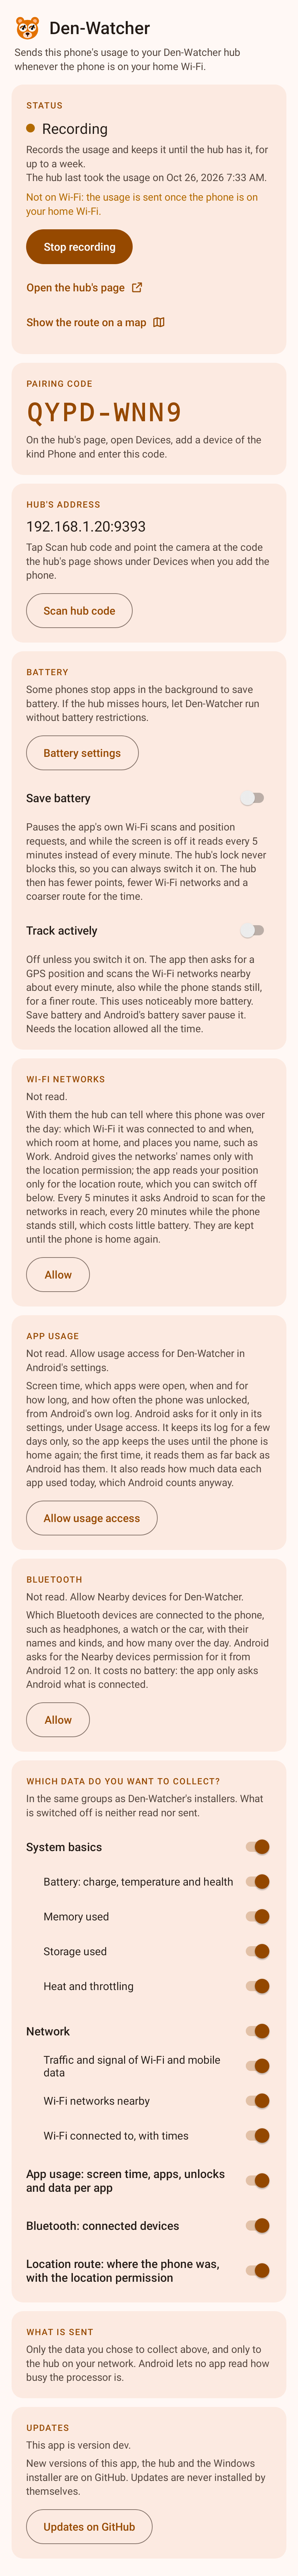 Den-Watcher
Sends this phone's usage to your Den-Watcher hub
whenever the phone is on your home Wi-Fi.
STATUS
Recording
Records the usage and keeps it until the hub has it, for
up to a week.
The hub last took the usage on Oct 26, 2026 7:33 AM.
Not on Wi-Fi: the usage is sent once the phone is on
your home Wi-Fi.
Stop recording
Open the hub's page
Show the route on a map
PAIRING CODE
QYPD-WNN9
On the hub's page, open Devices, add a device of the
kind Phone and enter this code.
HUB'S ADDRESS
192.168.1.20:9393
Tap Scan hub code and point the camera at the code
the hub's page shows under Devices when you add the
phone.
Scan hub code
BATTERY
Some phones stop apps in the background to save
battery. If the hub misses hours, let Den-Watcher run
without battery restrictions.
Battery settings
Save battery
Pauses the app's own Wi-Fi scans and position
requests, and while the screen is off it reads every 5
minutes instead of every minute. The hub's lock never
blocks this, so you can always switch it on. The hub
then has fewer points, fewer Wi-Fi networks and a
coarser route for the time.
Track actively
Off unless you switch it on. The app then asks for a
GPS position and scans the Wi-Fi networks nearby
about every minute, also while the phone stands still,
for a finer route. This uses noticeably more battery.
Save battery and Android's battery saver pause it.
Needs the location allowed all the time.
WI-FI NETWORKS
Not read.
With them the hub can tell where this phone was over
the day: which Wi-Fi it was connected to and when,
which room at home, and places you name, such as
Work. Android gives the networks' names only with
the location permission; the app reads your position
only for the location route, which you can switch off
below. Every 5 minutes it asks Android to scan for the
networks in reach, every 20 minutes while the phone
stands still, which costs little battery. They are kept
until the phone is home again.
Allow
APP USAGE
Not read. Allow usage access for Den-Watcher in
Android's settings.
Screen time, which apps were open, when and for
how long, and how often the phone was unlocked,
from Android's own log. Android asks for it only in its
settings, under Usage access. It keeps its log for a few
days only, so the app keeps the uses until the phone is
home again; the first time, it reads them as far back as
Android has them. It also reads how much data each
app used today, which Android counts anyway.
Allow usage access
BLUETOOTH
Not read. Allow Nearby devices for Den-Watcher.
Which Bluetooth devices are connected to the phone,
such as headphones, a watch or the car, with their
names and kinds, and how many over the day. Android
asks for the Nearby devices permission for it from
Android 12 on. It costs no battery: the app only asks
Android what is connected.
Allow
WHICH DATA DO YOU WANT TO COLLECT?
In the same groups as Den-Watcher's installers. What
is switched off is neither read nor sent.
System basics
Battery: charge, temperature and health
Memory used
Storage used
Heat and throttling
Network
Traffic and signal of Wi-Fi and mobile
data
Wi-Fi networks nearby
Wi-Fi connected to, with times
App usage: screen time, apps, unlocks
and data per app
Bluetooth: connected devices
Location route: where the phone was,
with the location permission
WHAT IS SENT
Only the data you chose to collect above, and only to
the hub on your network. Android lets no app read how
busy the processor is.
UPDATES
This app is version dev.
New versions of this app, the hub and the Windows
installer are on GitHub. Updates are never installed by
themselves.
Updates on GitHub